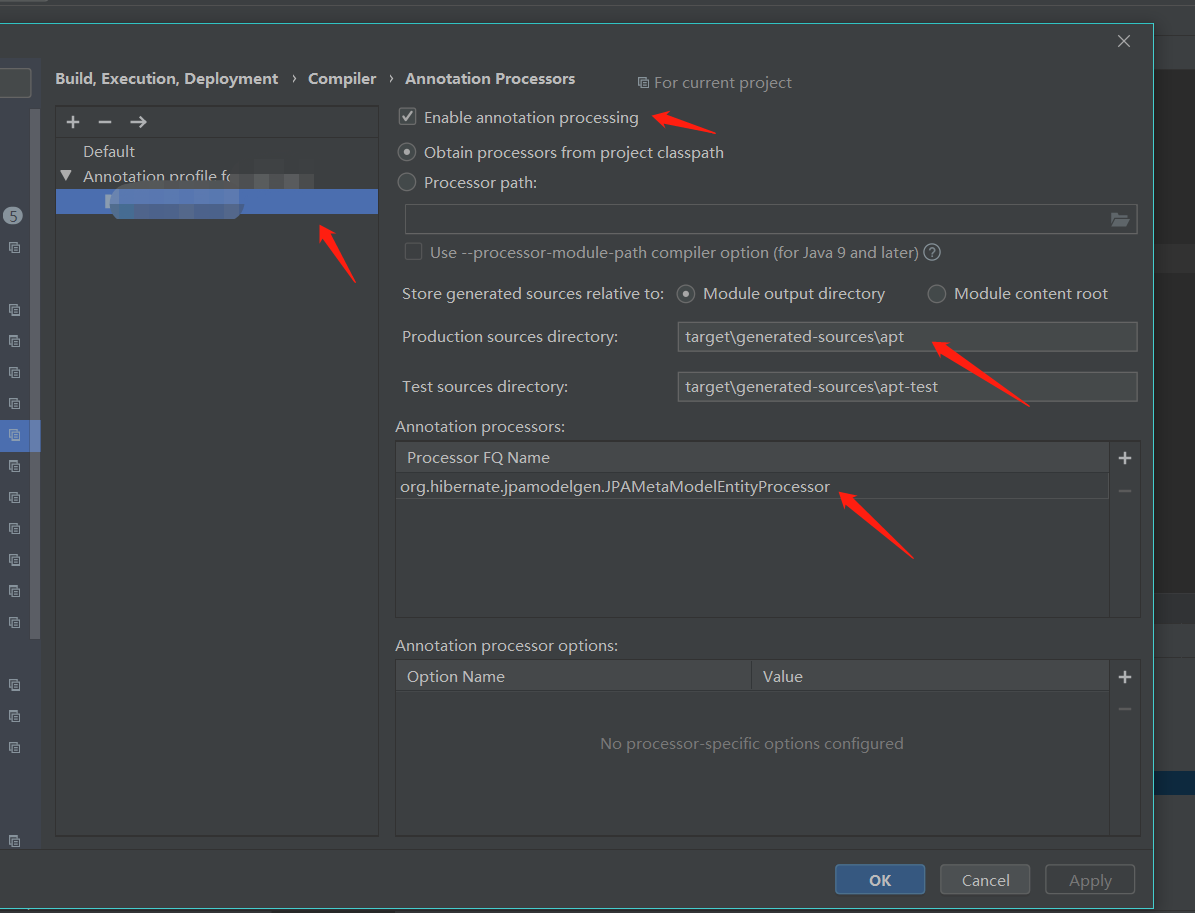 Build, Execution, Deployment › Compiler › Annotation Processors For current project
Enable annotation processing
Default
Obtain processors from project classpath
Annotation profile
Processor path:
5
Use --processor-module-path compiler option (for Java 9 and later) ?
Store generated sources relative to: Module output directory Module content root
Production sources directory: target\generated-sources\apt
Test sources directory: target\generated-sources\apt-test
Annotation processors:
Processor FQ Name
org.hibernate.jpamodelgen.JPAMetaModelEntityProcessor
Annotation processor options:
Option Name Value
No processor-specific options configured
OK Cancel Apply